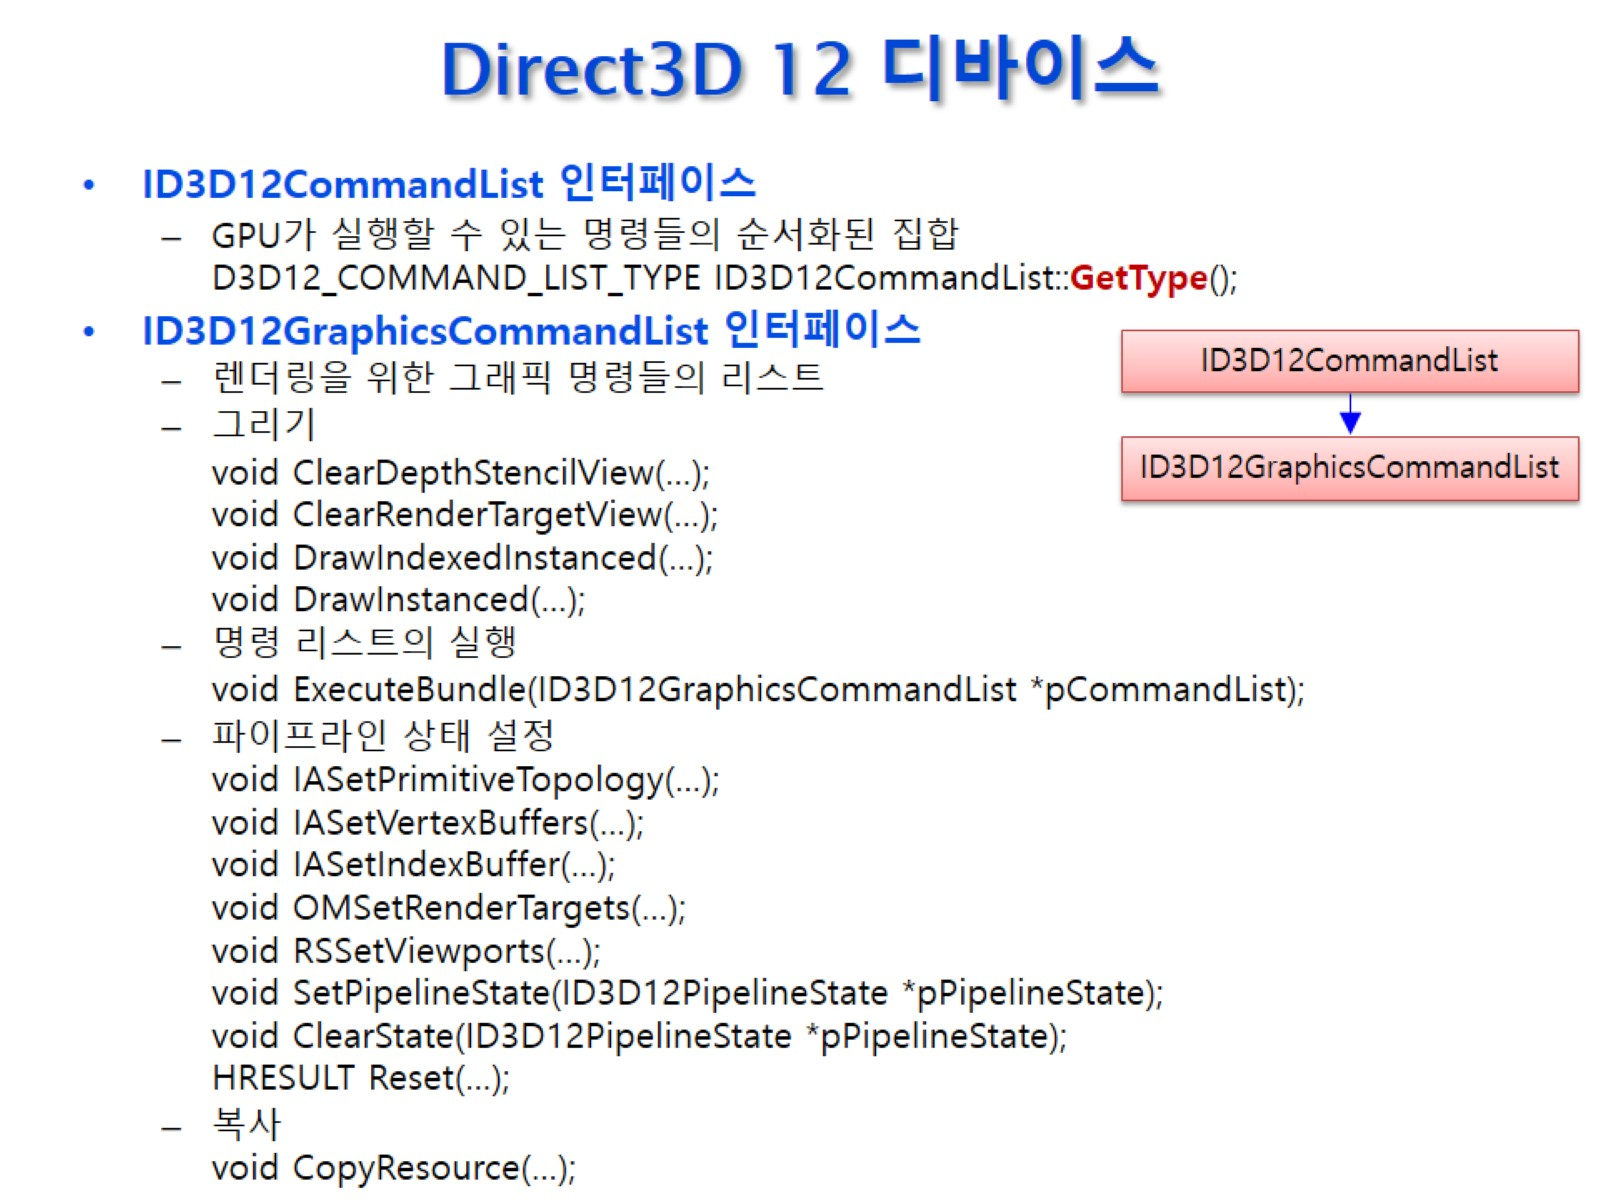 Direct3D 12 디바이스
• ID3D12CommandList 인터페이스
– GPU가 실행할 수 있는 명령들의 순서화된 집합
D3D12_COMMAND_LIST_TYPE ID3D12CommandList::GetType();
• ID3D12GraphicsCommandList 인터페이스
– 렌더링을 위한 그래픽 명령들의 리스트
– 그리기
void ClearDepthStencilView(...);
void ClearRenderTargetView(...);
void DrawIndexedInstanced(...);
void DrawInstanced(...);
– 명령 리스트의 실행
void ExecuteBundle(ID3D12GraphicsCommandList *pCommandList);
– 파이프라인 상태 설정
void IASetPrimitiveTopology(...);
void IASetVertexBuffers(...);
void IASetIndexBuffer(...);
void OMSetRenderTargets(...);
void RSSetViewports(...);
void SetPipelineState(ID3D12PipelineState *pPipelineState);
void ClearState(ID3D12PipelineState *pPipelineState);
HRESULT Reset(...);
– 복사
void CopyResource(...);
ID3D12CommandList
ID3D12GraphicsCommandList